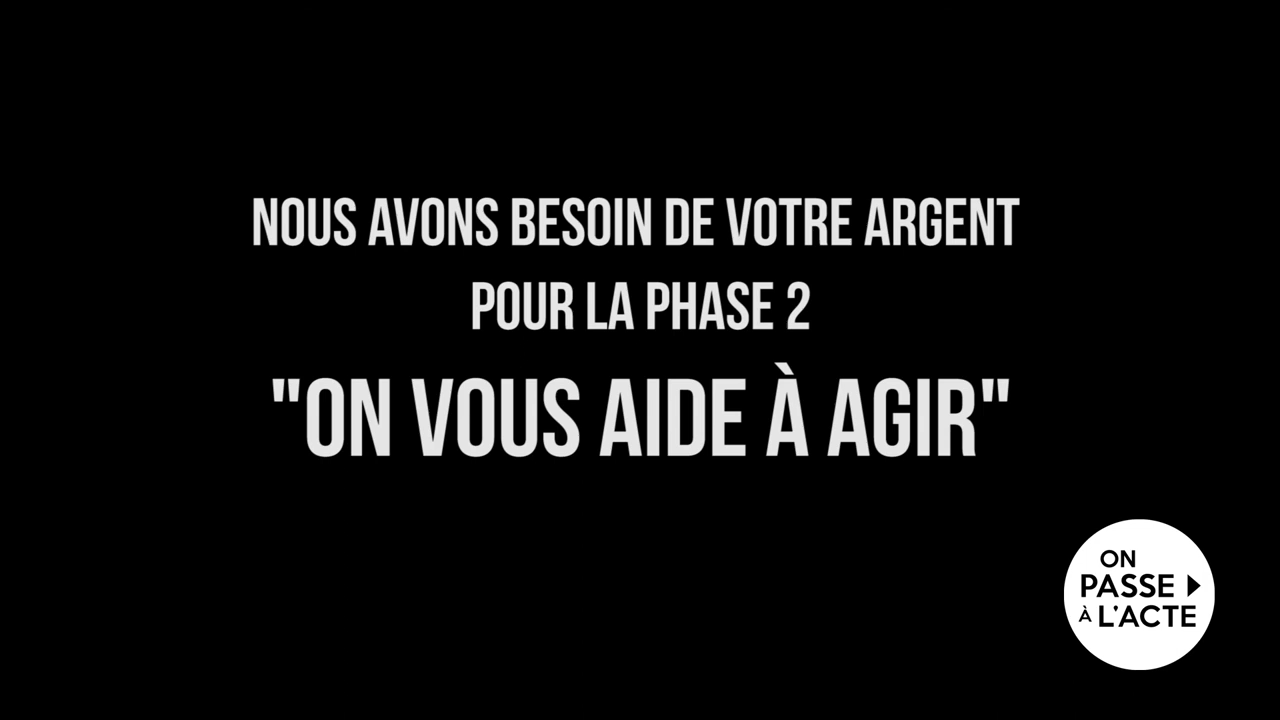 NOUS AVONS BESOIN DE VOTRE ARGENT
POUR LA PHASE 2
"ON VOUS AIDE À AGIR"
ON
PASSE
À L'ACTE